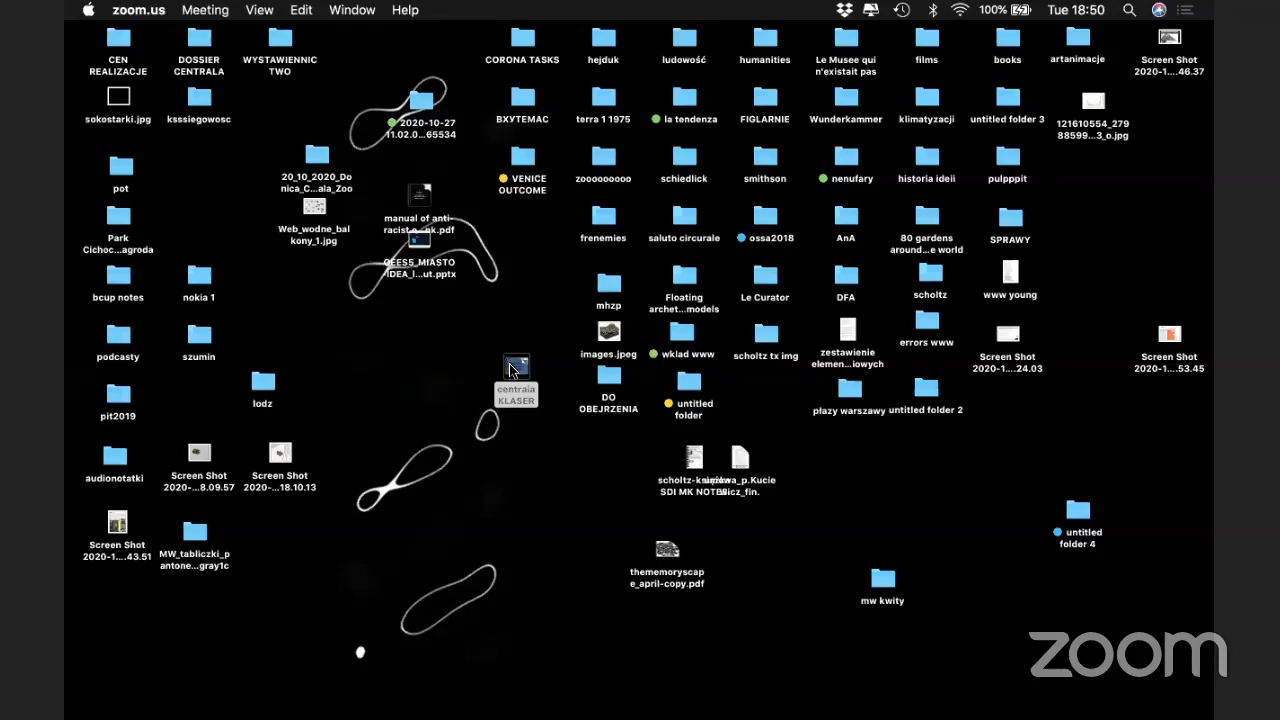 zoom.us Meeting View Edit Window Help 100% Tue 18:50
CEN
REALIZACJE
DOSSIER
CENTRALA
WYSTAWIENNIC
TWO
CORONA TASKS
hejduk
ludowość
humanities
Le Musee qui
n'existait pas
films
books
artanimacje
Screen Shot
2020-1....46.37
sokostarki.jpg
ksssiegowosc
2020-10-27
11.02.0...65534
ВХУТЕМАС
terra 1 1975
la tendenza
FIGLARNIE
Wunderkammer
klimatyzacji
untitled folder 3
121610554_279
88599...3_o.jpg
pot
20_10_2020_Do
nica_C...ala_Zoo
VENICE
OUTCOME
zooooooooo
schiedlick
smithson
nenufary
historia ideii
pulpppit
Web_wodne_bal
kony_1.jpg
manual of anti-
Park
Cichoc...agroda
frenemies
saluto circurale
ossa2018
AnA
80 gardens
around...e world
SPRAWY
OEES5_MIASTO
bcup notes
nokia 1
mhzp
Floating
archet...models
Le Curator
DFA
scholtz
www young
podcasty
szumin
images.jpeg
wklad www
scholtz tx img
zestawienie
elemen...iowych
errors www
Screen Shot
2020-1....24.03
Screen Shot
2020-1....53.45
centrala
KLASER
pit2019
lodz
DO
OBEJRZENIA
untitled
folder
płazy warszawy
untitled folder 2
audionotatki
Screen Shot
2020-...8.09.57
Screen Shot
2020-...18.10.13
SDI MK
untitled
folder 4
Screen Shot
2020-1....43.51
MW_tabliczki_p
antone...gray1c
thememoryscap
e_april-copy.pdf
mw kwity
zoom